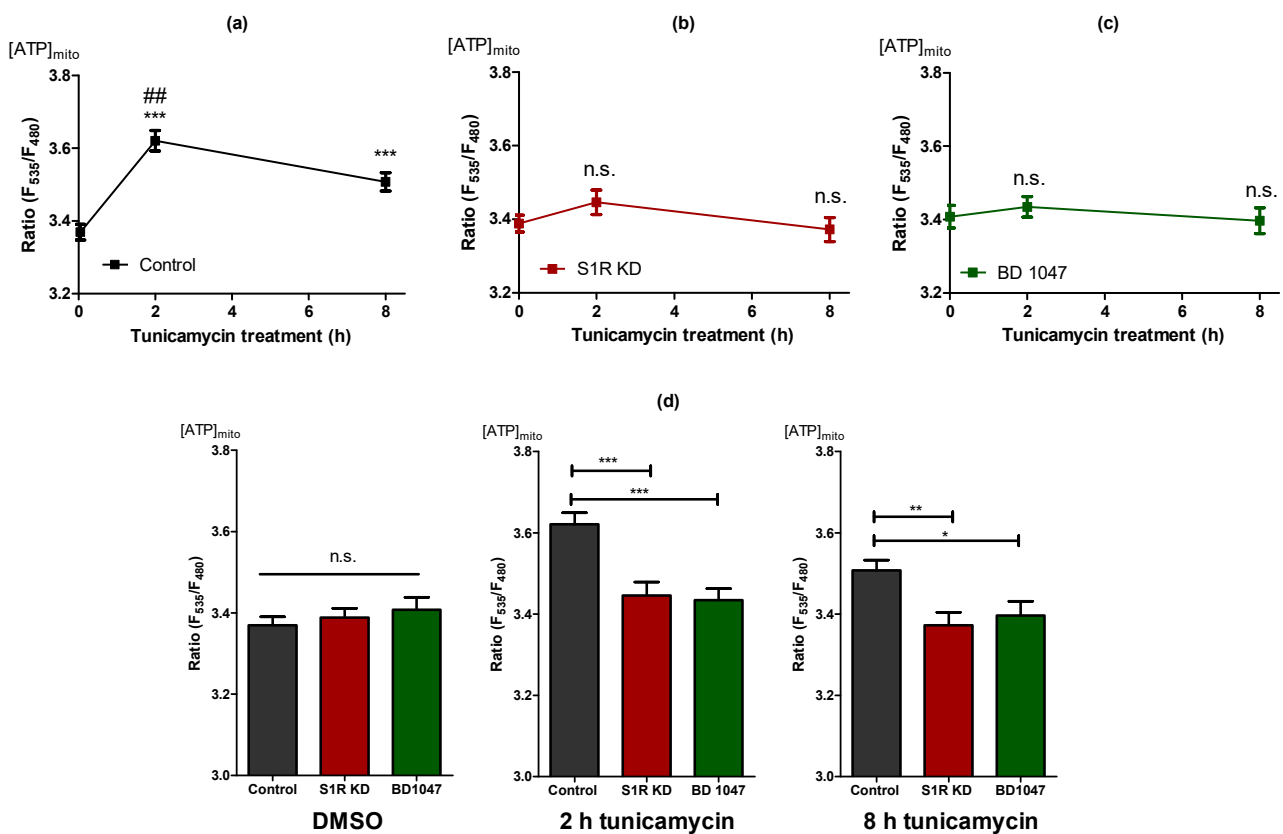 (a)
[ATP]mito
3.8
3.6
3.4
3.2
Ratio (F535/F480)
##
***
***
Control
0 2 4 6 8
Tunicamycin treatment (h)
(b)
[ATP]mito
3.8
3.6
3.4
3.2
Ratio (F535/F480)
n.s.
n.s.
S1R KD
0 2 4 6 8
Tunicamycin treatment (h)
(c)
[ATP]mito
3.8
3.6
3.4
3.2
Ratio (F535/F480)
n.s.
n.s.
BD 1047
0 2 4 6 8
Tunicamycin treatment (h)
(d)
[ATP]mito
3.8
3.6
3.4
3.2
3.0
Ratio (F535/F480)
n.s.
Control S1R KD BD1047
DMSO
[ATP]mito
3.8
3.6
3.4
3.2
3.0
Ratio (F535/F480)
***
***
Control S1R KD BD 1047
2 h tunicamycin
[ATP]mito
3.8
3.6
3.4
3.2
3.0
Ratio (F535/F480)
**
*
Control S1R KD BD1047
8 h tunicamycin